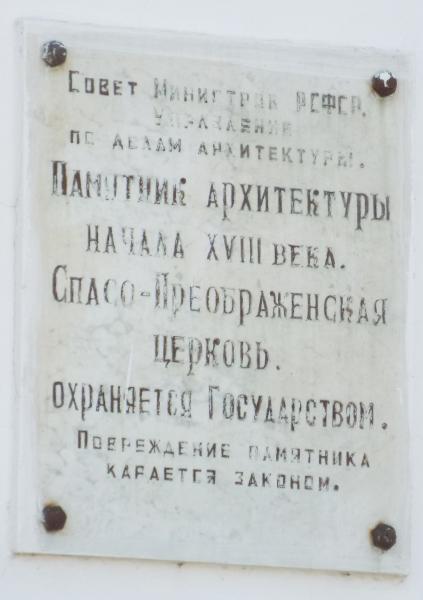 Совет Министров РСФСР.
Управление
по делам архитектуры.
Памятник архитектуры
начала XVIII века.
Спасо-Преображенская
церковь.
охраняется Государством.
Повреждение памятника
карается законом.